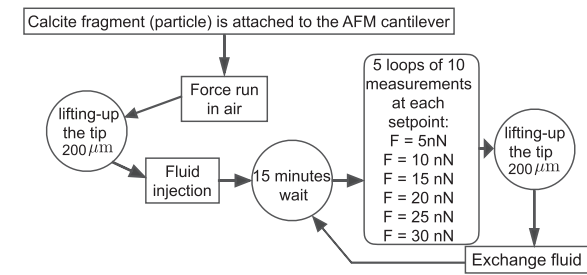 Calcite fragment (particle) is attached to the AFM cantilever
Force run
in air
lifting-up
the tip
200 μm
Fluid
injection
15 minutes
wait
5 loops of 10
measurements
at each
setpoint:
F = 5nN
F = 10 nN
F = 15 nN
F = 20 nN
F = 25 nN
F = 30 nN
lifting-up
the tip
200 μm
Exchange fluid